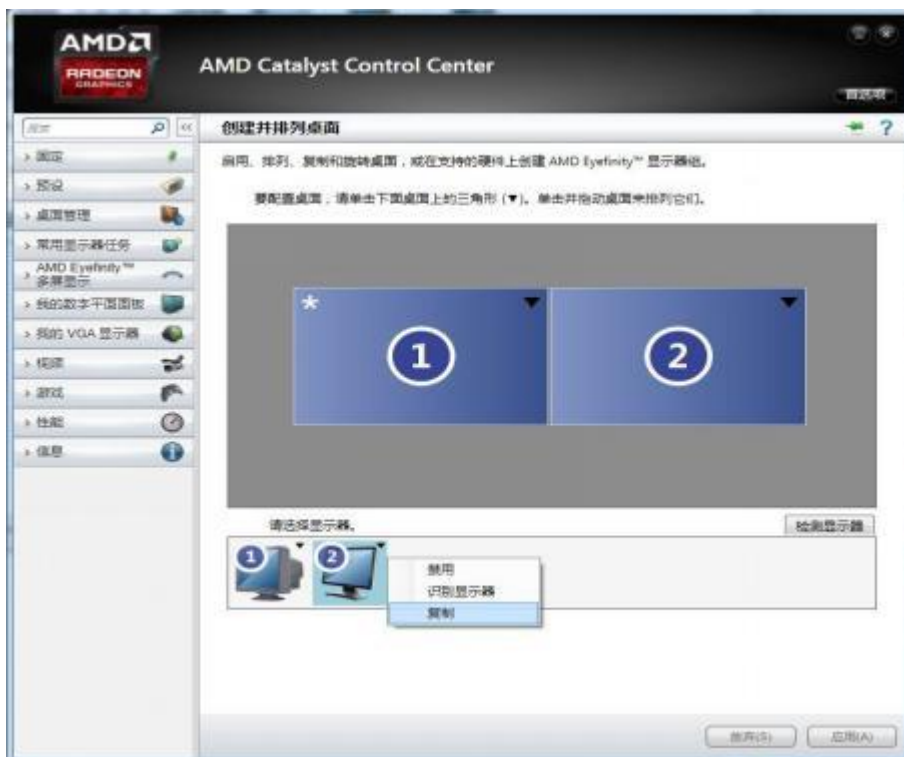 AMD
RADEON
GRAPHICS
AMD Catalyst Control Center
首选项
搜索
创建并排列桌面
?
固定
预设
桌面管理
常用显示器任务
AMD Eyefinity™
多屏显示
我的数字平面面板
我的 VGA 显示器
视频
游戏
性能
信息
启用、排列、复制和旋转桌面，或在支持的硬件上创建 AMD Eyefinity™ 显示器组。
要配置桌面，请单击下面桌面上的三角形 (▼)。单击并拖动桌面来排列它们。
*
1
2
请选择显示器。
检测显示器
1
2
禁用
识别显示器
复制
放弃(S)
应用(A)